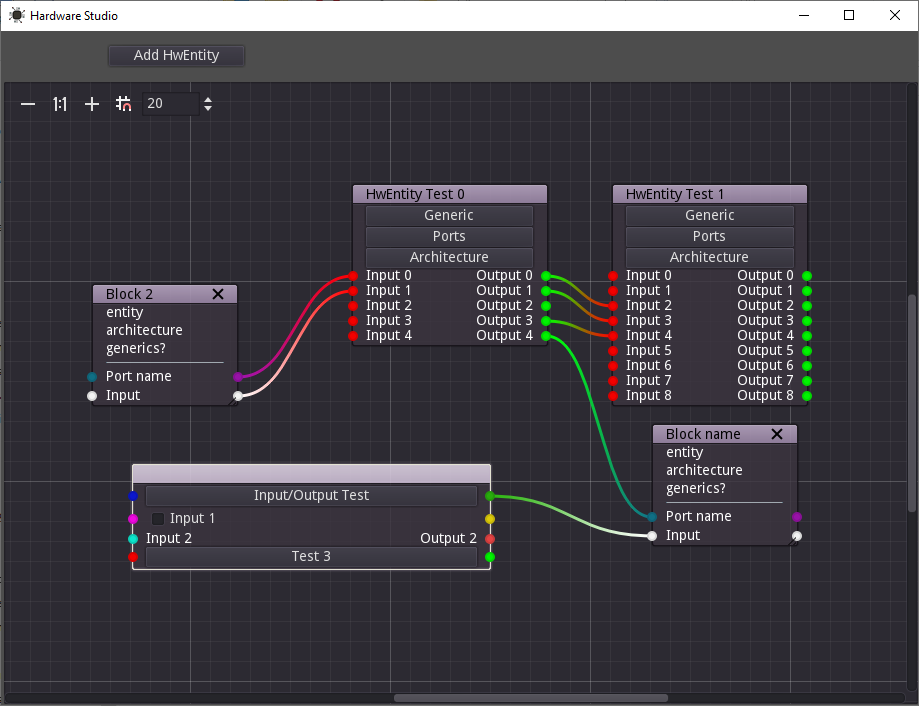 Hardware Studio
Add HwEntity
1:1
20
HwEntity Test 0
Generic
Ports
Architecture
Input 0 Output 0
Input 1 Output 1
Input 2 Output 2
Input 3 Output 3
Input 4 Output 4
HwEntity Test 1
Generic
Ports
Architecture
Input 0 Output 0
Input 1 Output 1
Input 2 Output 2
Input 3 Output 3
Input 4 Output 4
Input 5 Output 5
Input 6 Output 6
Input 7 Output 7
Input 8 Output 8
Block 2
entity
architecture
generics?
Port name
Input
Block name
entity
architecture
generics?
Port name
Input
Input/Output Test
Input 1
Input 2 Output 2
Test 3